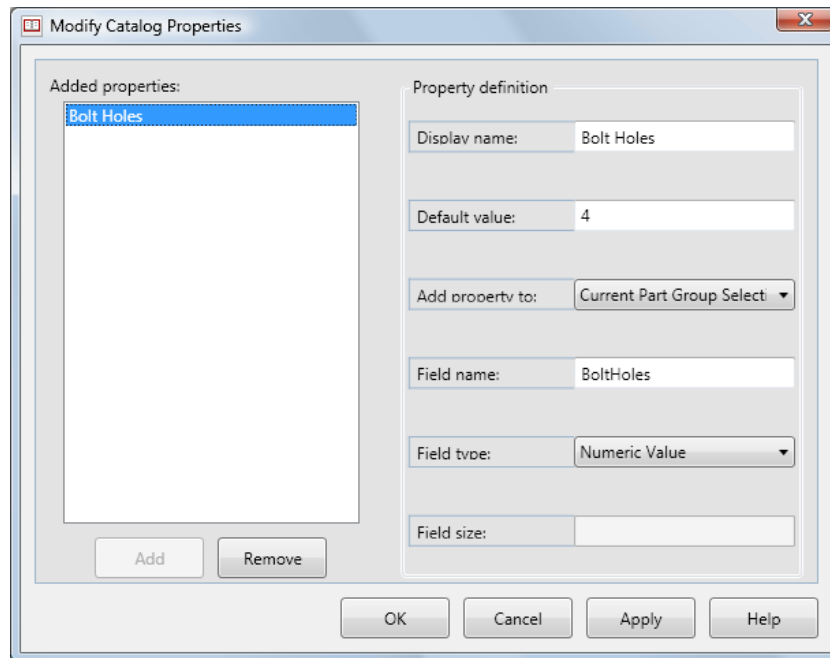 Modify Catalog Properties
Added properties:
Bolt Holes
Add
Remove
Property definition
Display name:
Bolt Holes
Default value:
4
Add property to:
Current Part Group Selecti
Field name:
BoltHoles
Field type:
Numeric Value
Field size:
OK
Cancel
Apply
Help